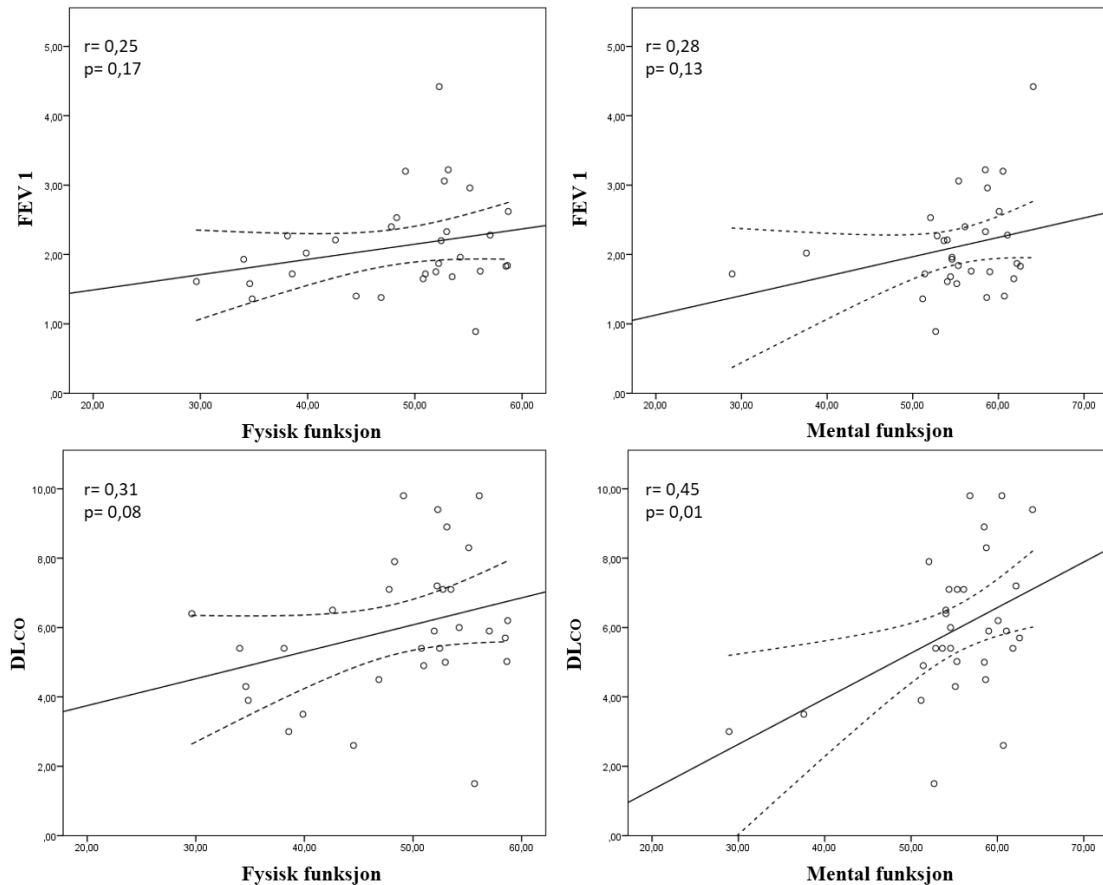 r= 0,25
p= 0,17
5,00
4,00
3,00
2,00
1,00
,00
FEV 1
20,00 30,00 40,00 50,00 60,00
Fysisk funksjon
r= 0,28
p= 0,13
5,00
4,00
3,00
2,00
1,00
,00
FEV 1
20,00 30,00 40,00 50,00 60,00 70,00
Mental funksjon
r= 0,31
p= 0,08
10,00
8,00
6,00
4,00
2,00
,00
DLCO
20,00 30,00 40,00 50,00 60,00
Fysisk funksjon
r= 0,45
p= 0,01
10,00
8,00
6,00
4,00
2,00
,00
DLCO
20,00 30,00 40,00 50,00 60,00 70,00
Mental funksjon